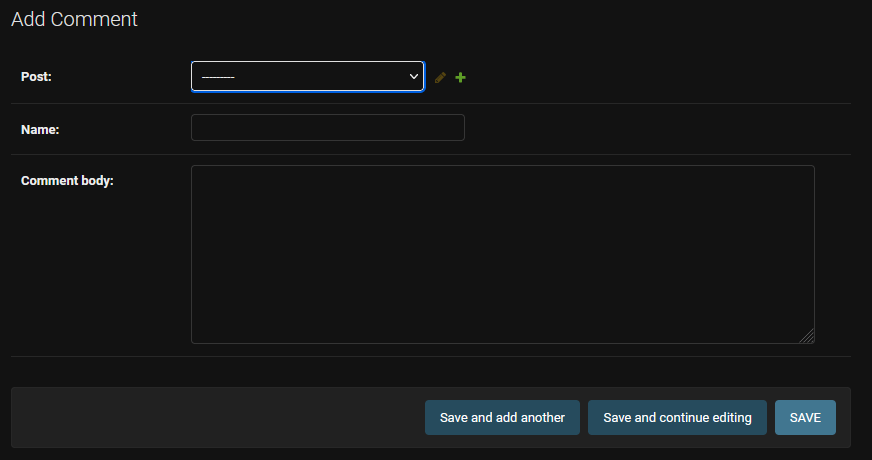 Add Comment
Post:
---------
Name:
Comment body:
Save and add another
Save and continue editing
SAVE